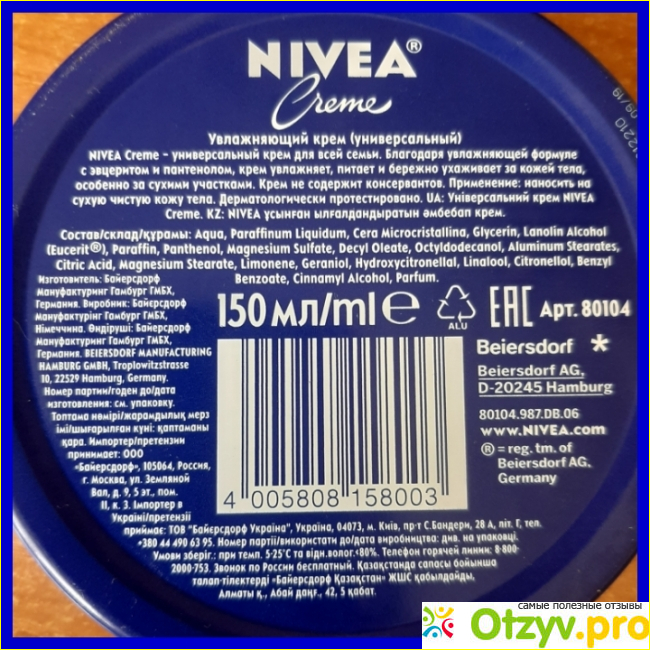 NIVEA®
Creme
Увлажняющий крем (универсальный)
NIVEA Creme – универсальный крем для всей семьи. Благодаря увлажняющей формуле
с эвцеритом и пантенолом, крем увлажняет, питает и бережно ухаживает за кожей тела,
особенно за сухими участками. Крем не содержит консервантов. Применение: наносить на
сухую чистую кожу тела. Дерматологически протестировано. UA: Універсальний крем NIVEA
Creme. KZ: NIVEA ұсынған ылғалдандыратын әмбебап крем.
Состав/склад/құрамы: Aqua, Paraffinum Liquidum, Cera Microcristallina, Glycerin, Lanolin Alcohol
(Eucerit®), Paraffin, Panthenol, Magnesium Sulfate, Decyl Oleate, Octyldodecanol, Aluminum Stearates,
Citric Acid, Magnesium Stearate, Limonene, Geraniol, Hydroxycitronellal, Linalool, Citronellol, Benzyl
Benzoate, Cinnamyl Alcohol, Parfum.
Изготовитель: Байерсдорф
Мануфактуринг Гамбург ГМБХ,
Германия. Виробник: Байєрсдорф
Мануфактурінг Гамбург ГМБХ,
Німеччина. Өндіруші: Байерсдорф
Мануфактуринг Гамбург ГМБХ,
Германия. BEIERSDORF MANUFACTURING
HAMBURG GMBH, Troplowitzstrasse
10, 22529 Hamburg, Germany.
Номер партии/годен до/дата
изготовления: см. упаковку.
Топтама нөмірі/жарамдылық мерз
імі/шығарылған күні: қаптаманы
қара. Импортер/претензии
принимает: ООО
«Байерсдорф», 105064, Россия,
г. Москва, ул. Земляной
Вал, д. 9, 5 эт., пом.
II, к. 3. Імпортер в
Україні/претензії
приймає: ТОВ "Байєрсдорф Україна", Україна, 04073, м. Київ, пр-т С.Бандери, 28 А, літ. Г, тел.
+380 44 490 63 95. Номер партії/використати до/дата виробництва: див. на упаковці.
Умови зберіг.: при темп. 5-25°С та відн.волог.<80%. Телефон горячей линии: 8-800-
2000-753. Звонок по России бесплатный. Қазақстанда сапасы бойынша
талап-тілектерді «Байерсдорф Қазақстан» ЖШС қабылдайды,
Алматы қ., Абай даңғ., 42, 5 қабат.
150 мл/ml e
ALU
EAC Арт. 80104
Beiersdorf *
Beiersdorf AG,
D-20245 Hamburg
80104.987.DB.06
www.NIVEA.com
® = reg. tm. of
Beiersdorf AG,
Germany
4 005808 158003
самые полезные отзывы
Otzyv.pro